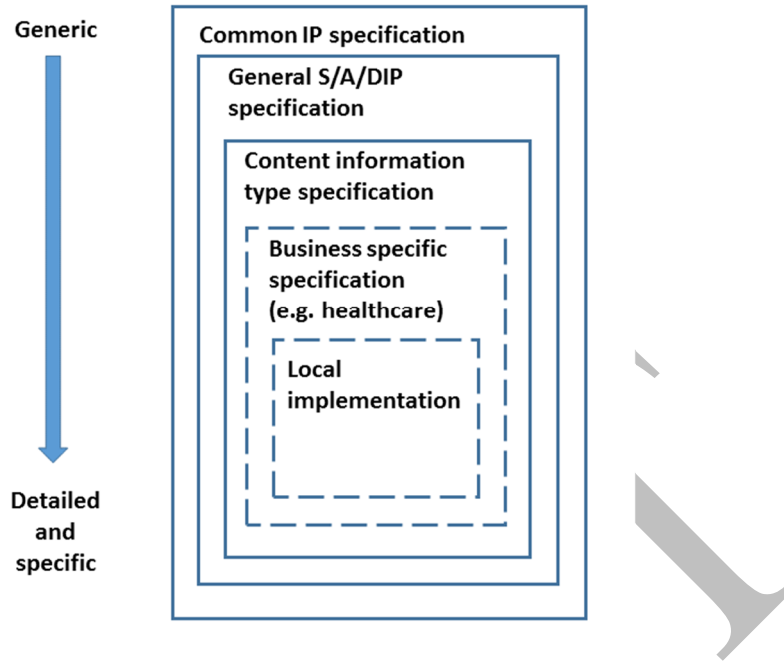 Generic
Common IP specification
General S/A/DIP
specification
Content information
type specification
Business specific
specification
(e.g. healthcare)
Local
implementation
Detailed
and
specific